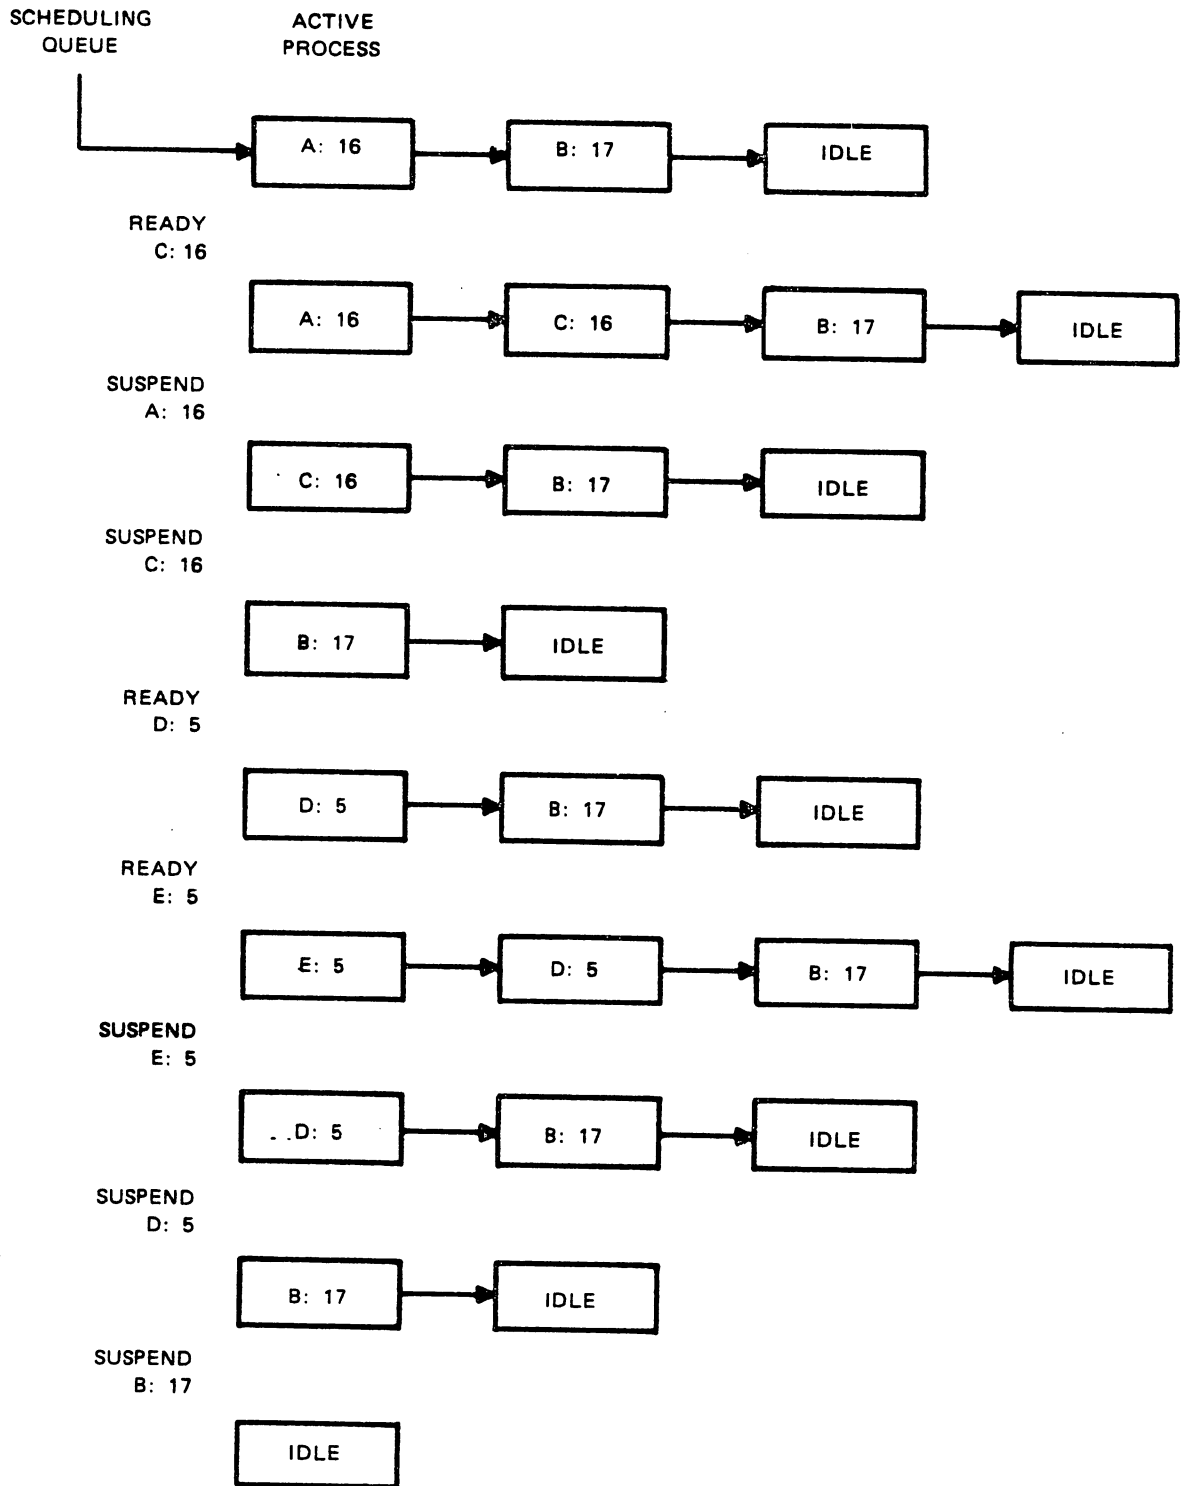 SCHEDULING
QUEUE
ACTIVE
PROCESS
A: 16
B: 17
IDLE
READY
C: 16
A: 16
C: 16
B: 17
IDLE
SUSPEND
A: 16
C: 16
B: 17
IDLE
SUSPEND
C: 16
B: 17
IDLE
READY
D: 5
D: 5
B: 17
IDLE
READY
E: 5
E: 5
D: 5
B: 17
IDLE
SUSPEND
E: 5
D: 5
B: 17
IDLE
SUSPEND
D: 5
B: 17
IDLE
SUSPEND
B: 17
IDLE